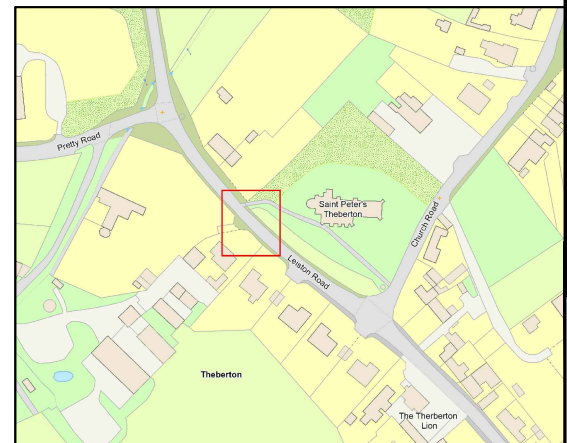 Pretty Road
Saint Peter's
Theberton
Church Road
Leiston Road
Theberton
The Therberton
Lion